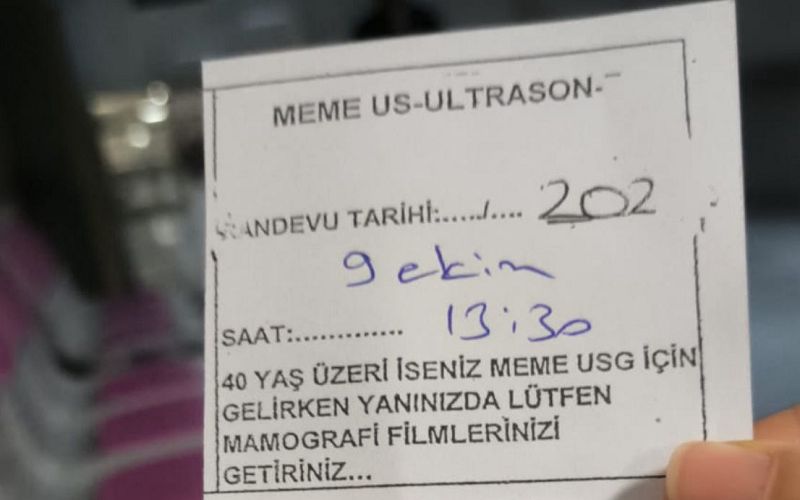 MEME US-ULTRASON-
RANDEVU TARİHİ:...../.... 202
9 ekim
SAAT:............. 13:30
40 YAŞ ÜZERİ İSENİZ MEME USG İÇİN
GELİRKEN YANINIZDA LÜTFEN
MAMOGRAFİ FİLMLERİNİZİ
GETİRİNİZ...